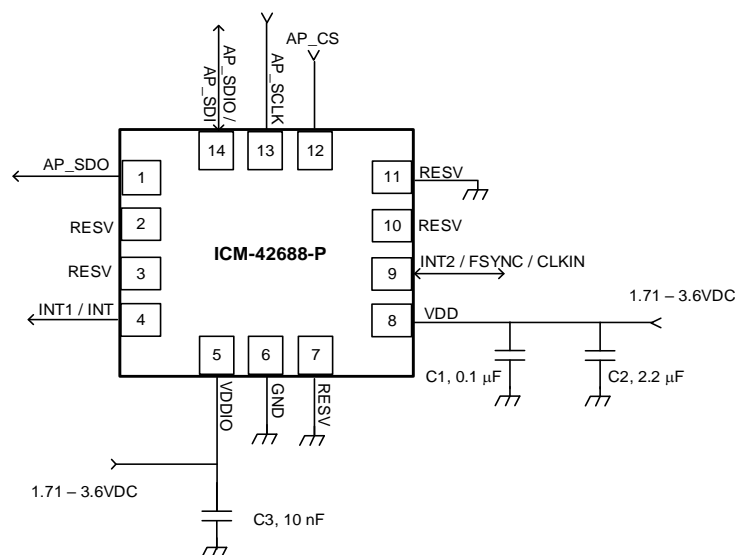 AP_SDIO /
AP_SDI
AP_SCLK
AP_CS
14
13
12
AP_SDO
1
11
RESV
RESV
2
10
RESV
ICM-42688-P
RESV
3
9
INT2 / FSYNC / CLKIN
INT1 / INT
4
8
VDD
1.71 – 3.6VDC
5
6
7
C1, 0.1 µF
C2, 2.2 µF
VDDIO
GND
RESV
1.71 – 3.6VDC
C3, 10 nF